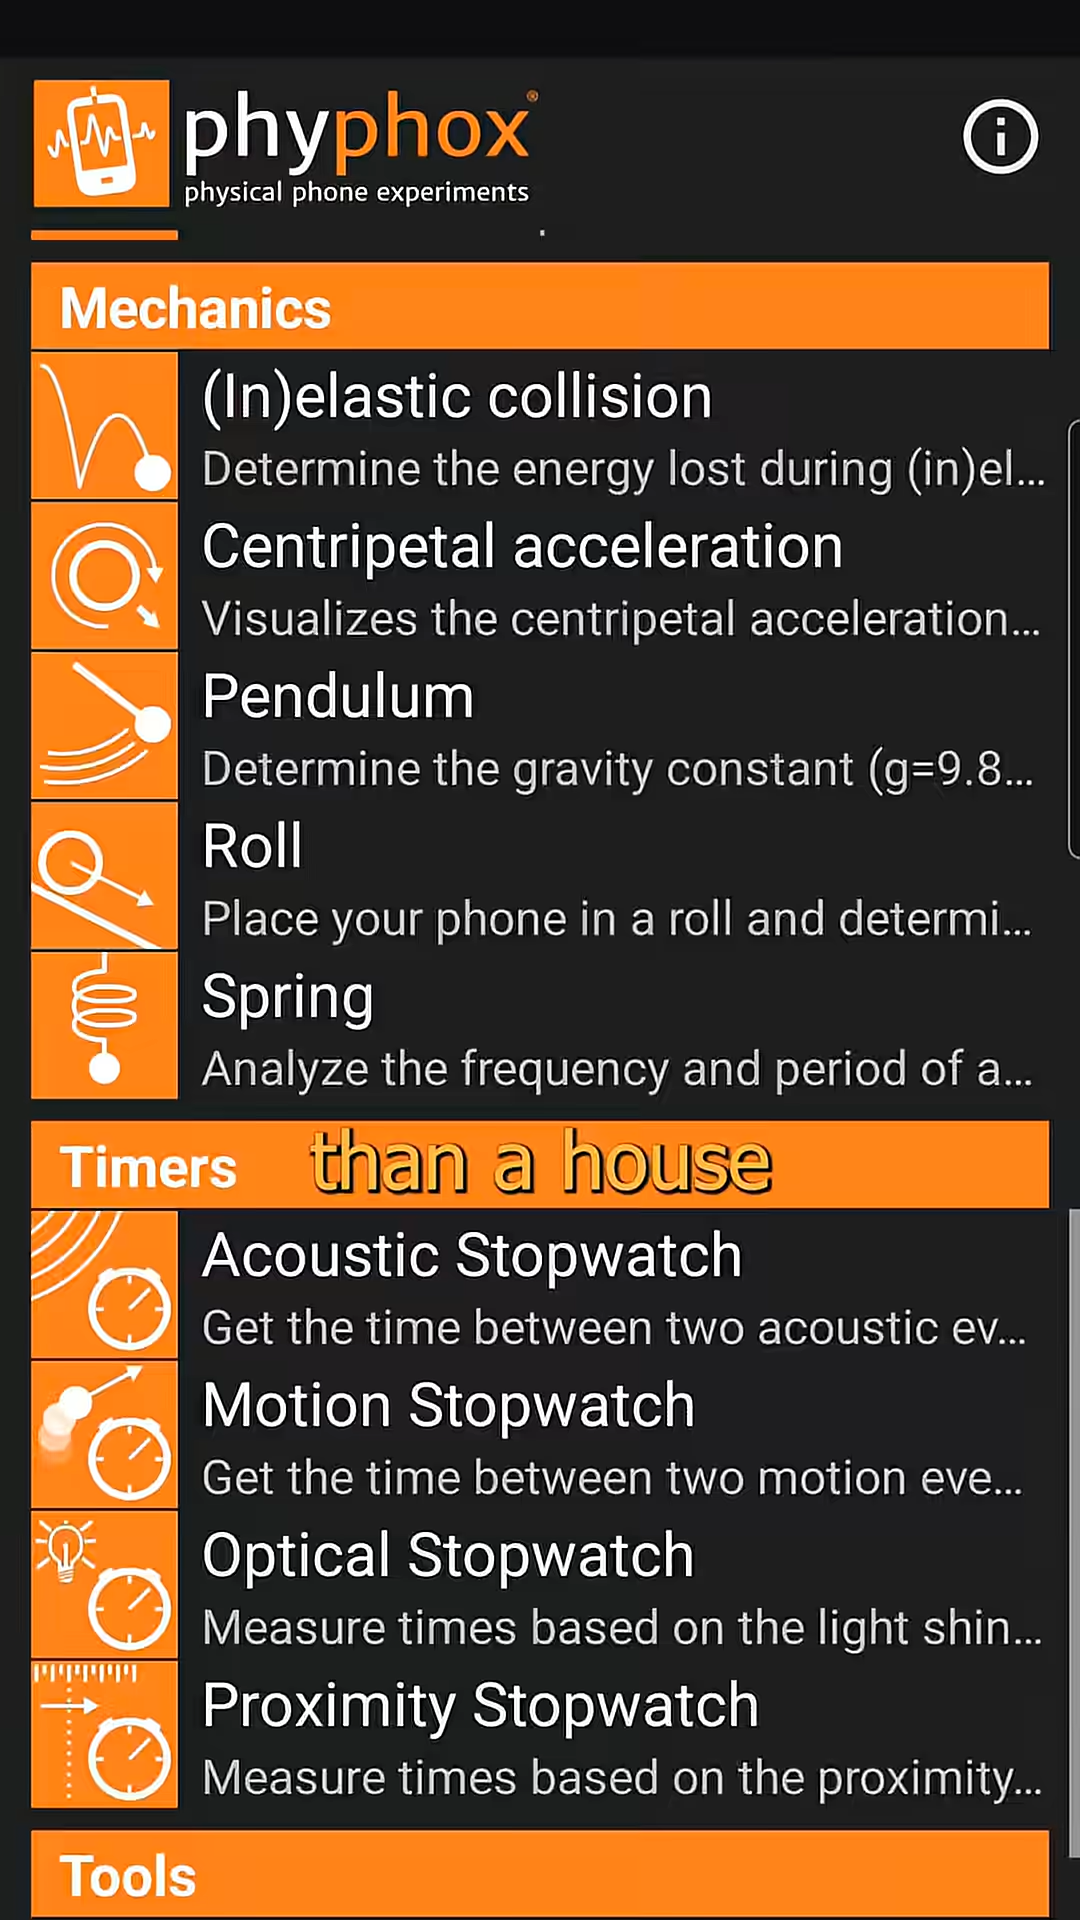 phyphox®
physical phone experiments
Mechanics
(In)elastic collision
Determine the energy lost during (in)el...
Centripetal acceleration
Visualizes the centripetal acceleration...
Pendulum
Determine the gravity constant (g=9.8...
Roll
Place your phone in a roll and determi...
Spring
Analyze the frequency and period of a...
Timers
than a house
Acoustic Stopwatch
Get the time between two acoustic ev...
Motion Stopwatch
Get the time between two motion eve...
Optical Stopwatch
Measure times based on the light shin...
Proximity Stopwatch
Measure times based on the proximity...
Tools